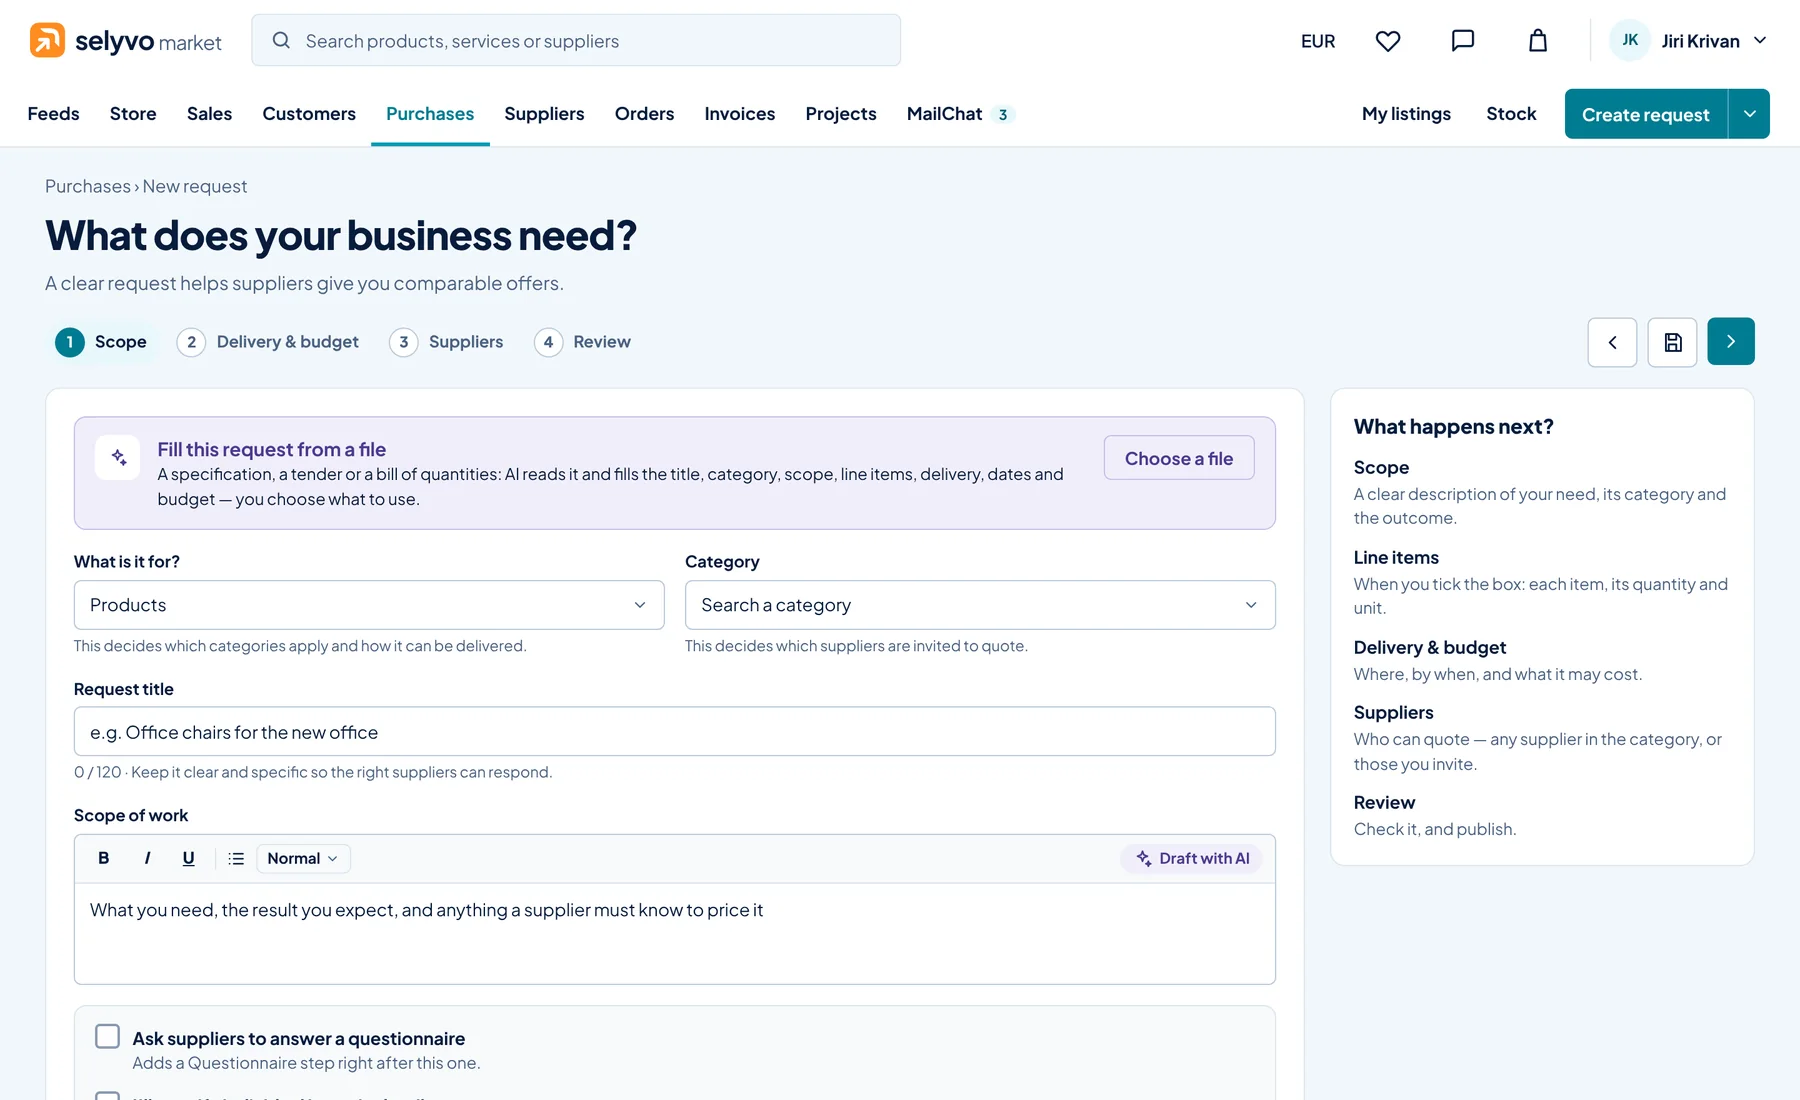 selyvo market
Search products, services or suppliers
EUR
JK
Jiri Krivan
Feeds
Store
Sales
Customers
Purchases
Suppliers
Orders
Invoices
Projects
MailChat 3
My listings
Stock
Create request
Purchases › New request
What does your business need?
A clear request helps suppliers give you comparable offers.
1 Scope
2 Delivery & budget
3 Suppliers
4 Review
Fill this request from a file
A specification, a tender or a bill of quantities: AI reads it and fills the title, category, scope, line items, delivery, dates and
budget — you choose what to use.
Choose a file
What is it for?
Products
This decides which categories apply and how it can be delivered.
Category
Search a category
This decides which suppliers are invited to quote.
Request title
e.g. Office chairs for the new office
0 / 120 · Keep it clear and specific so the right suppliers can respond.
Scope of work
B I U Normal
Draft with AI
What you need, the result you expect, and anything a supplier must know to price it
Ask suppliers to answer a questionnaire
Adds a Questionnaire step right after this one.
What happens next?
Scope
A clear description of your need, its category and
the outcome.
Line items
When you tick the box: each item, its quantity and
unit.
Delivery & budget
Where, by when, and what it may cost.
Suppliers
Who can quote — any supplier in the category, or
those you invite.
Review
Check it, and publish.